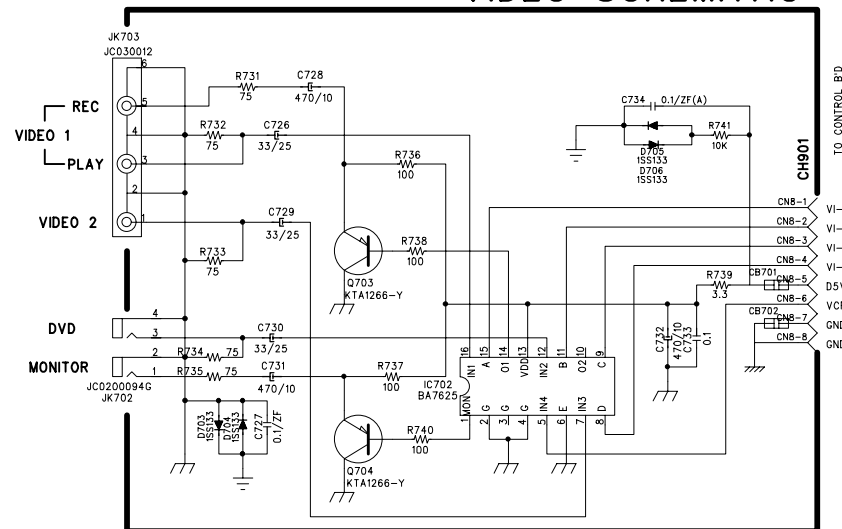 JK703
JC030012
6
5
REC
VIDEO 1
4
PLAY
3
2
VIDEO 2
1
R731
75
C728
470/10
R732
75
C726
33/25
R736
100
C729
33/25
R733
75
R738
100
Q703
KTA1266-Y
C734
0.1/ZF(A)
D705
1SS133
D706
1SS133
R741
10K
CH901
TO CONTROL B'D
CN8-1
CN8-2
CN8-3
CN8-4
CN8-5
CN8-6
CN8-7
CN8-8
VI-
VI-
VI-
VI-
D5V
GND
GND
R739
3.3
CB701
CB702
DVD
4
3
MONITOR
2
1
JC0200094G
JK702
C730
33/25
R734 75
R735 75
C731
470/10
R737
100
D703
1SS133
D704
1SS133
C727
0.1/ZF
R740
100
Q704
KTA1266-Y
IC702
BA7625
16 15 14 13 12 11 10 9
IN1 A O1 VDD IN2 B O2 C
MON G G G IN4 E IN3 D
1 2 3 4 5 6 7 8
C732
470/10
C733
0.1